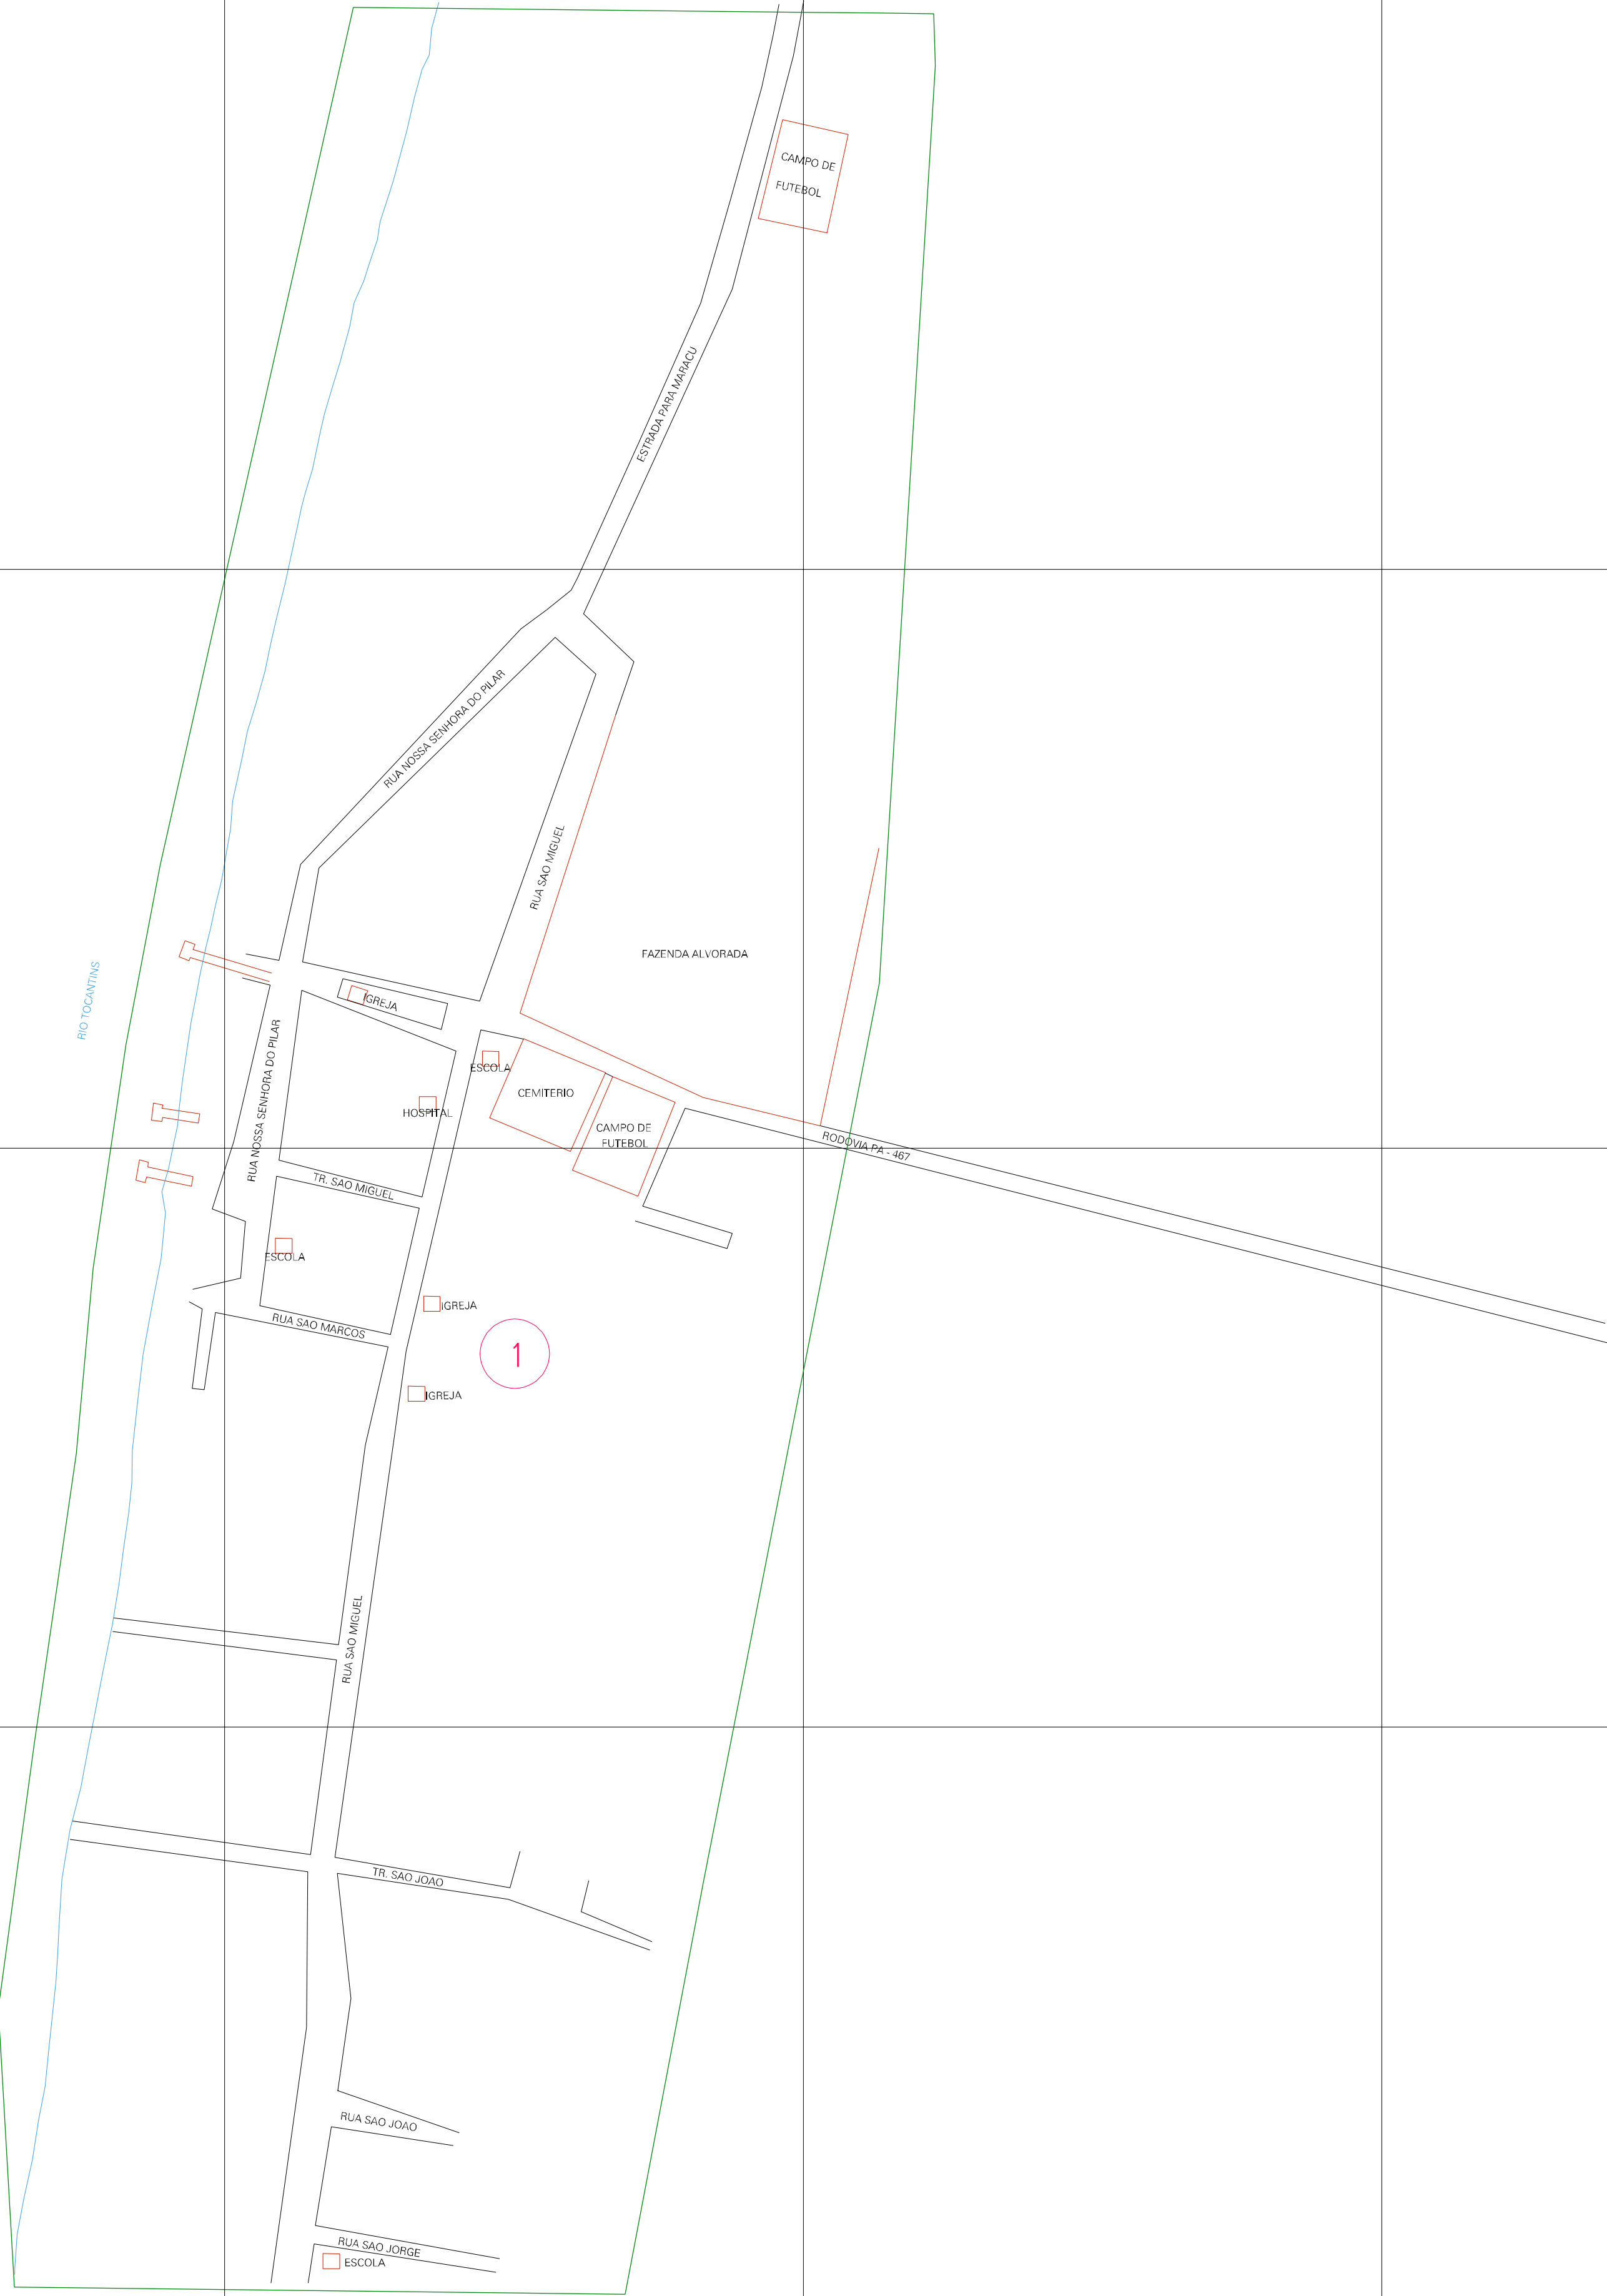 CAMPO DE
FUTEBOL
ESTRADA PARA MARACU
RUA NOSSA SENHORA DO PILAR
RUA SAO MIGUEL
FAZENDA ALVORADA
RIO TOCANTINS
IGREJA
RUA NOSSA SENHORA DO PILAR
ESCOLA
CEMITERIO
HOSPITAL
CAMPO DE
FUTEBOL
RODOVIA PA - 467
TR. SAO MIGUEL
ESCOLA
IGREJA
RUA SAO MARCOS
1
IGREJA
RUA SAO MIGUEL
TR. SAO JOAO
RUA SAO JOAO
RUA SAO JORGE
ESCOLA